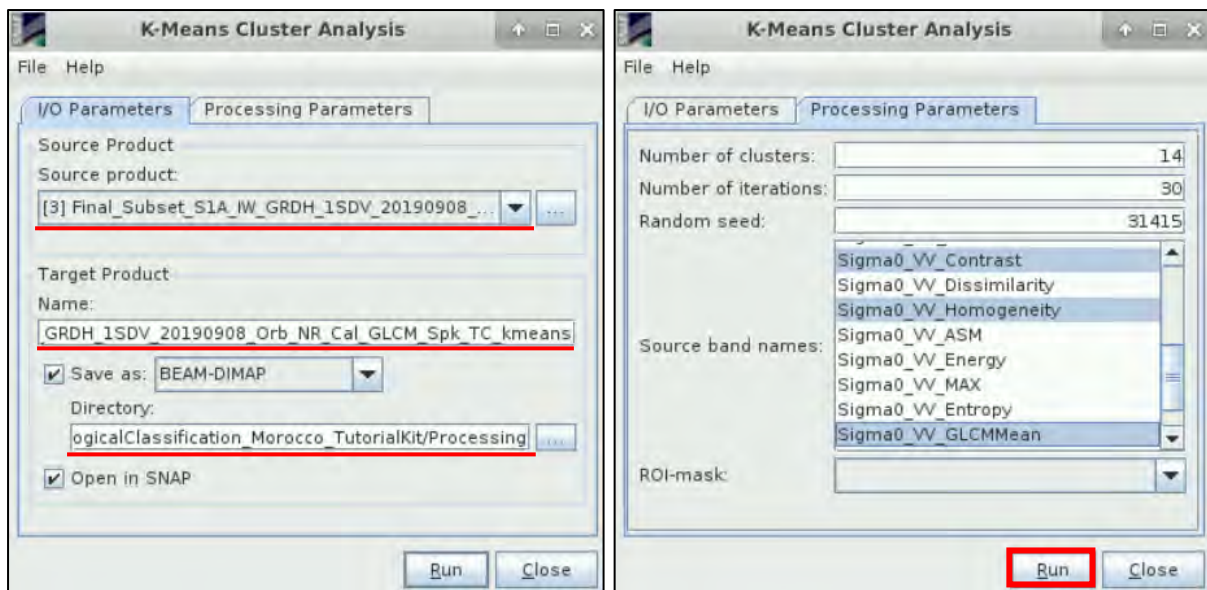 K-Means Cluster Analysis
File Help
I/O Parameters
Processing Parameters
Source Product
Source product:
[3] Final_Subset_S1A_IW_GRDH_1SDV_20190908_...
...
Target Product
Name:
_GRDH_1SDV_20190908_Orb_NR_Cal_GLCM_Spk_TC_kmeans
Save as: BEAM-DIMAP
Directory:
ogicalClassification_Morocco_TutorialKit/Processing
...
Open in SNAP
Run Close
K-Means Cluster Analysis
File Help
I/O Parameters
Processing Parameters
Number of clusters: 14
Number of iterations: 30
Random seed: 31415
Source band names:
Sigma0_VV_Contrast
Sigma0_VV_Dissimilarity
Sigma0_VV_Homogeneity
Sigma0_VV_ASM
Sigma0_VV_Energy
Sigma0_VV_MAX
Sigma0_VV_Entropy
Sigma0_VV_GLCMMean
ROI-mask:
Run Close